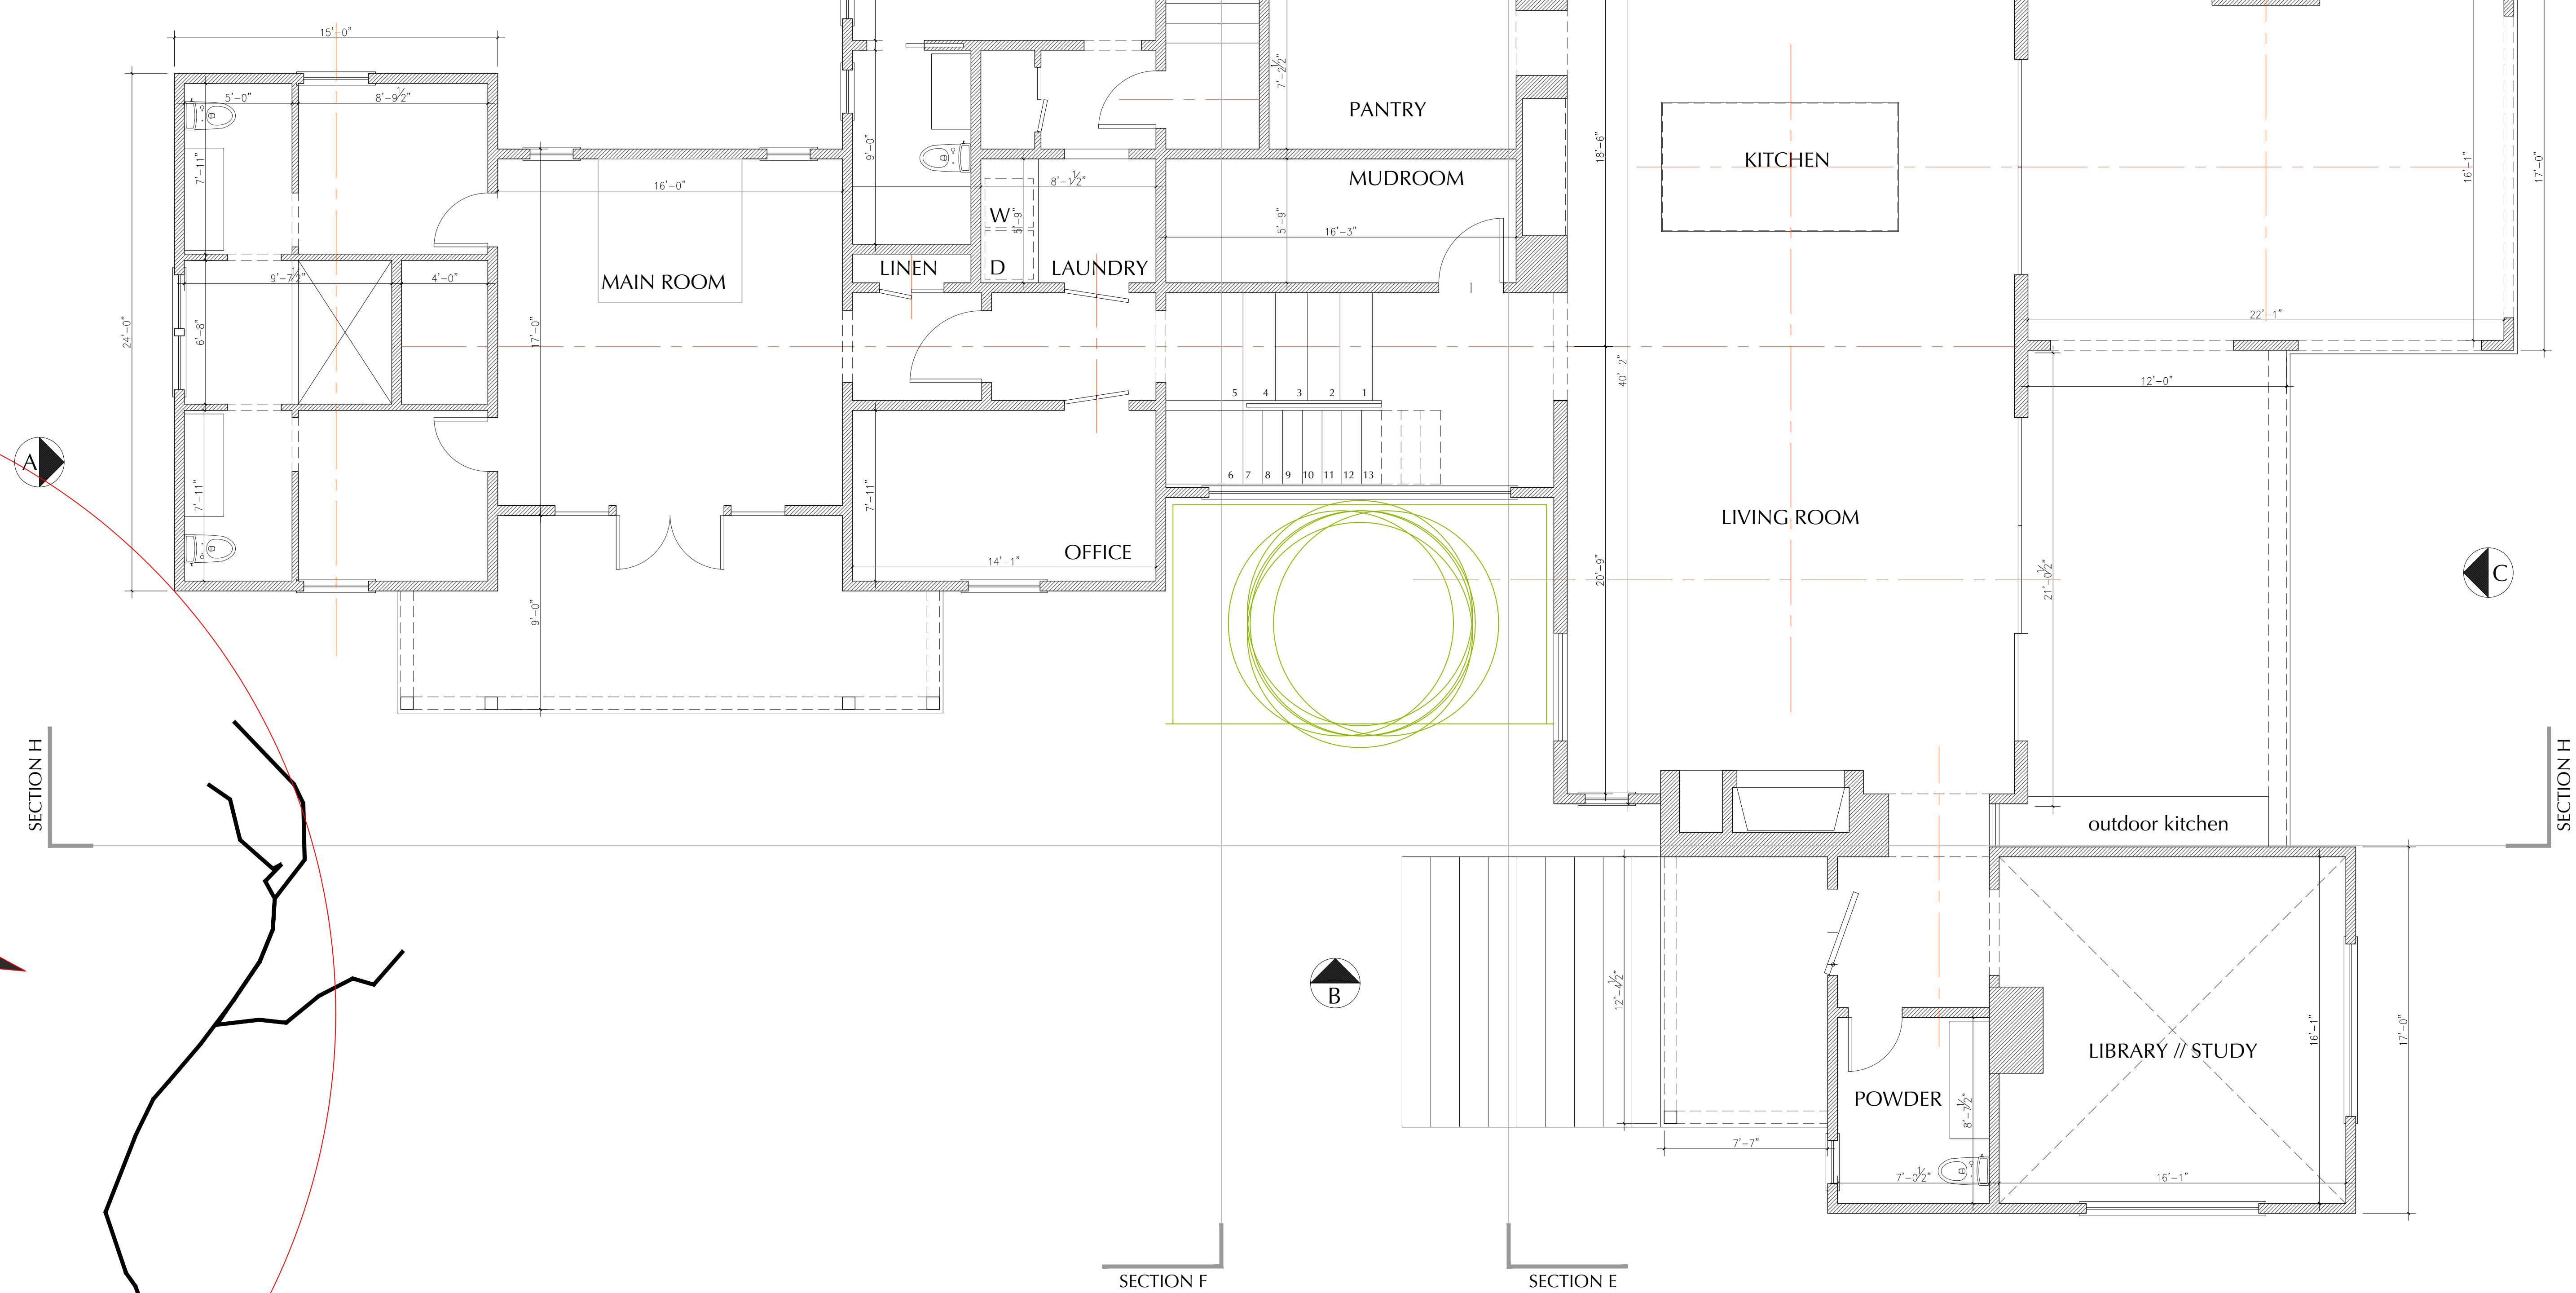 15'-0"
5'-0"
8'-9½"
7'-11"
9'-0"
7'-2½"
PANTRY
18'-6"
KITCHEN
16'-1"
17'-0"
16'-0"
8'-1½"
MUDROOM
W
5'-9"
5'-9"
16'-3"
24'-0"
9'-7½"
4'-0"
MAIN ROOM
LINEN
D
LAUNDRY
6'-8"
17'-0"
22'-1"
40'-2"
12'-0"
5 4 3 2 1
A
7'-11"
7'-11"
6 7 8 9 10 11 12 13
LIVING ROOM
OFFICE
14'-1"
20'-9"
21'-0½"
C
9'-0"
SECTION H
SECTION H
outdoor kitchen
12'-4½"
B
LIBRARY // STUDY
16'-1"
17'-0"
POWDER
8'-7½"
7'-7"
7'-0½"
16'-1"
SECTION F
SECTION E